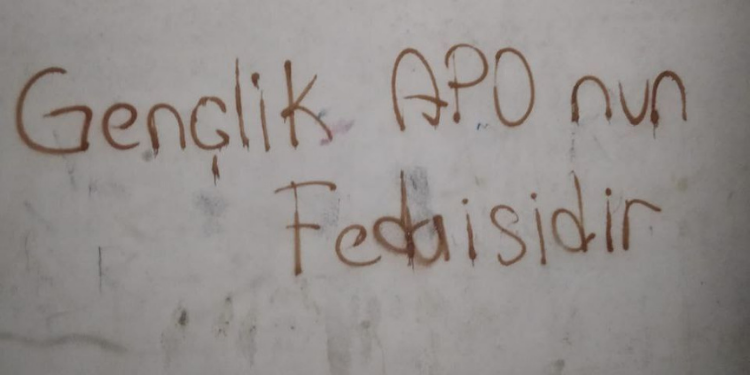 Gençlik APO nun
Fedaisidir